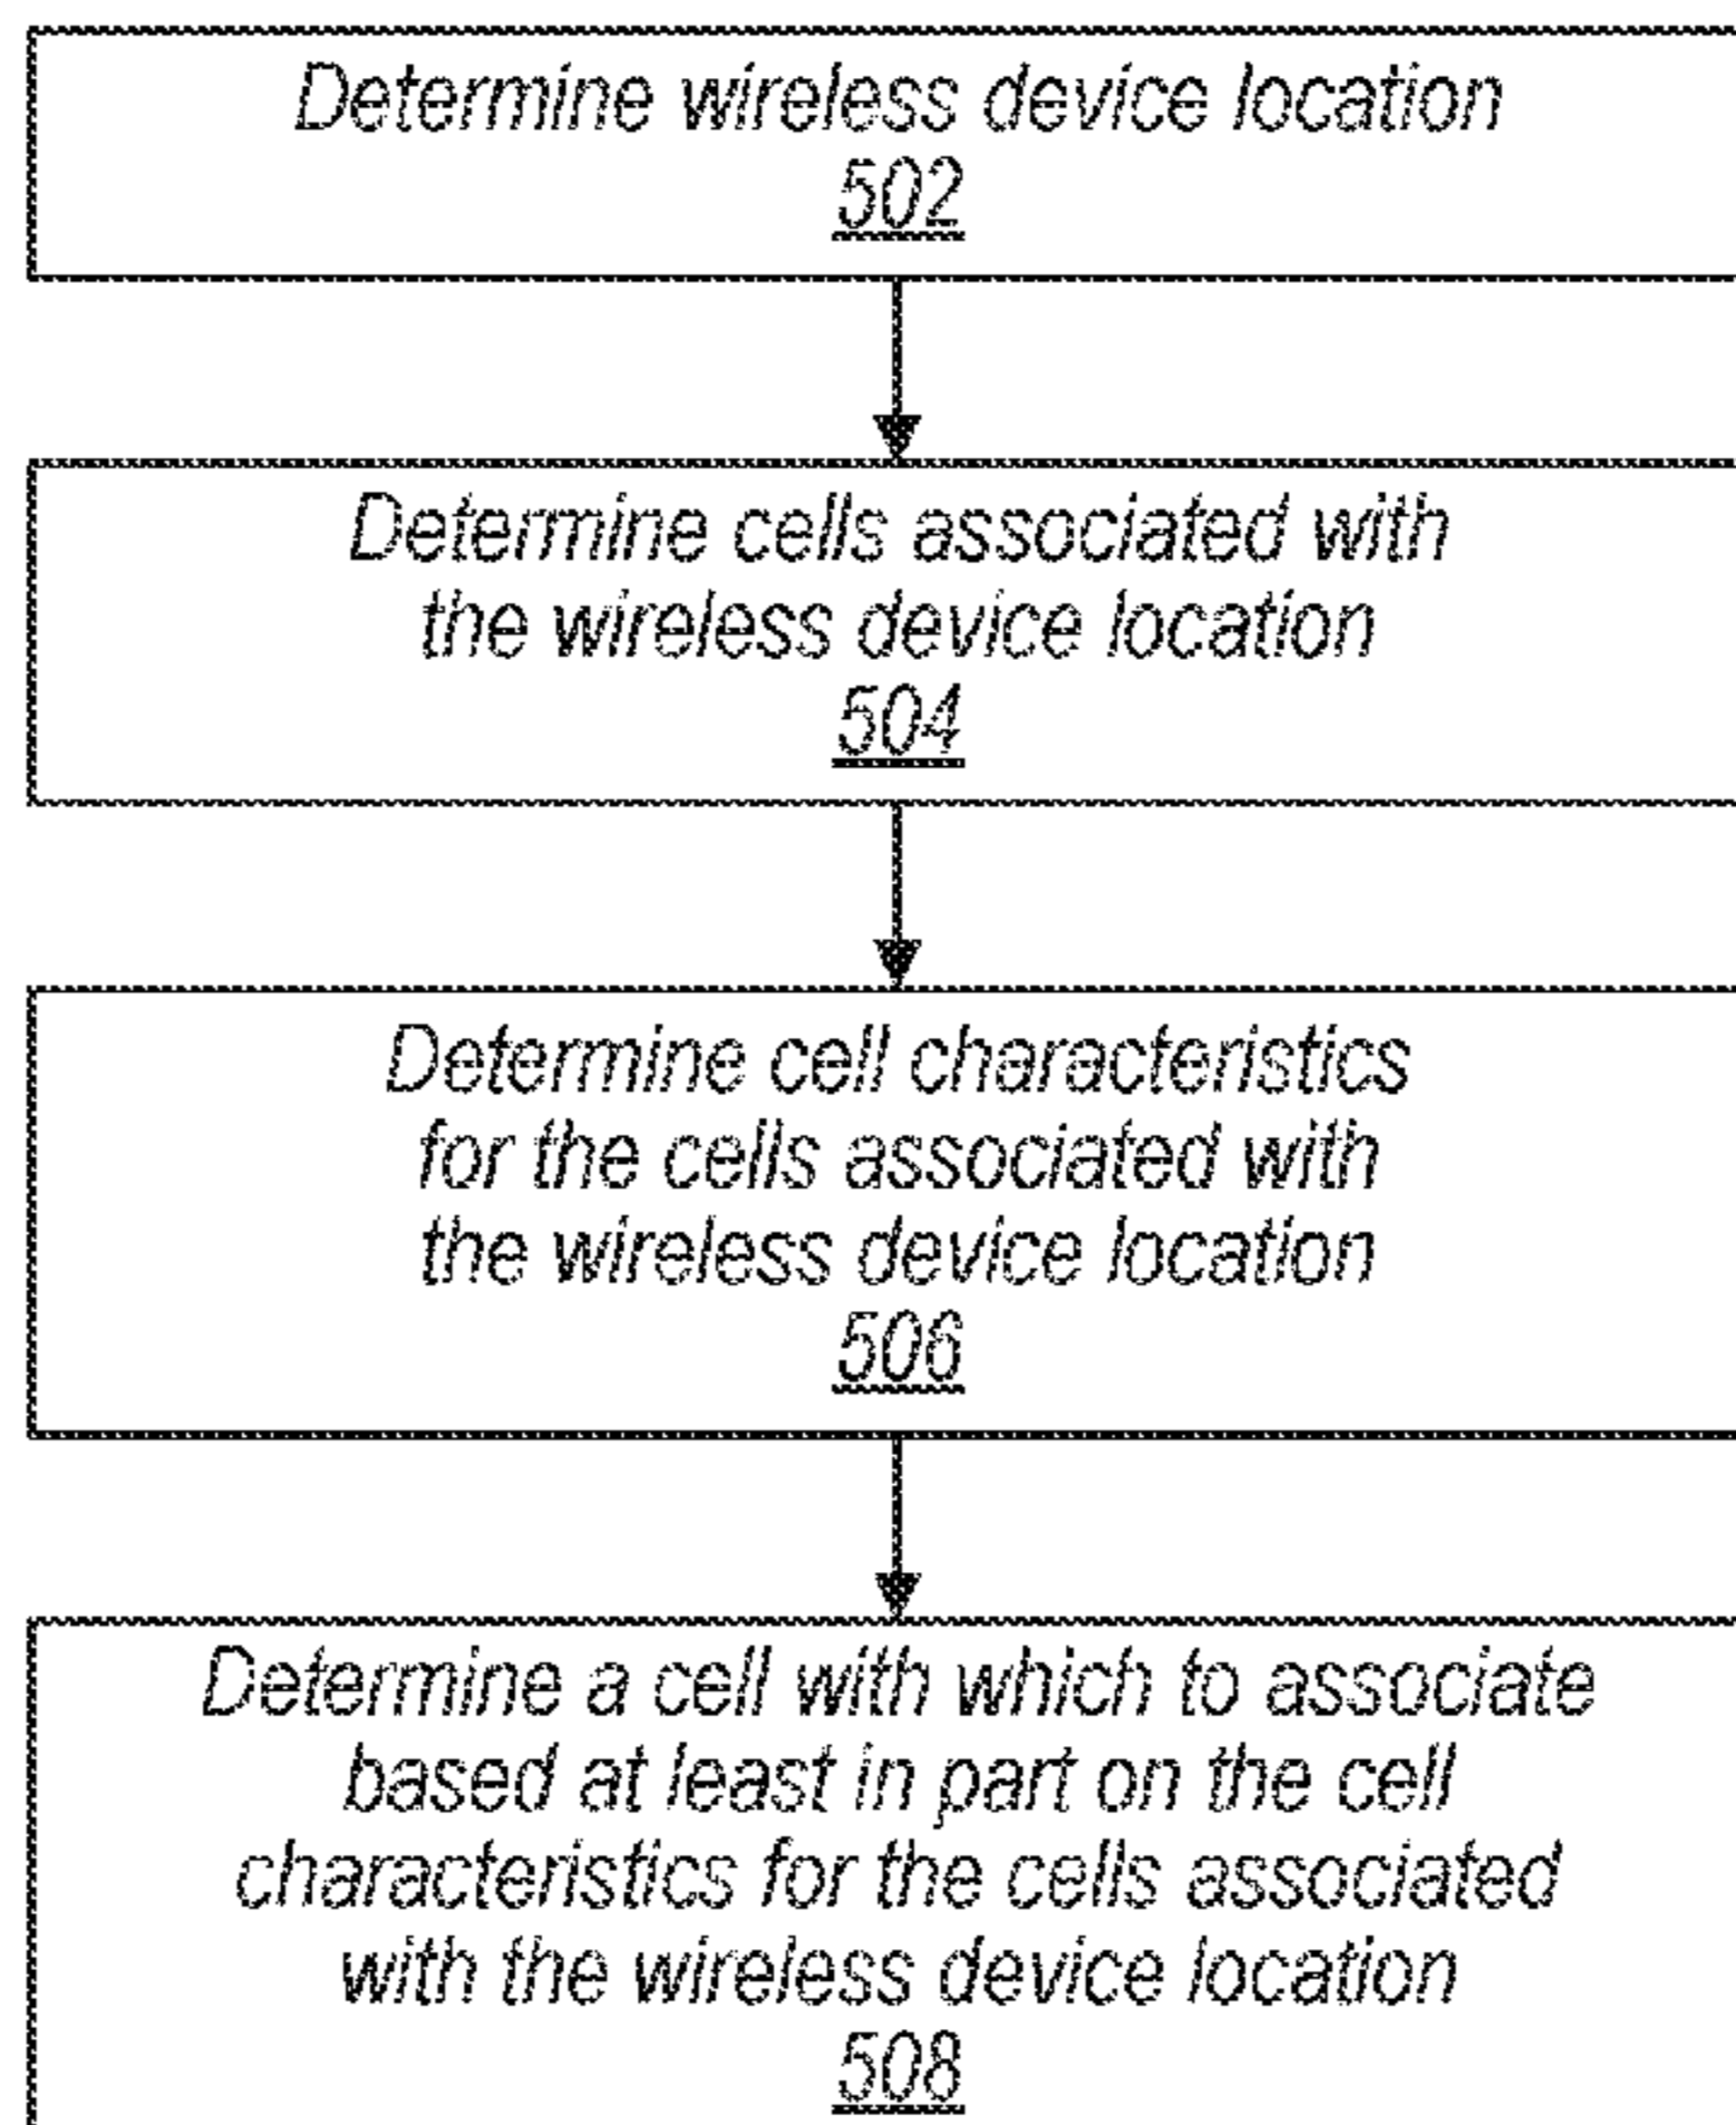 Determine wireless device location
502
Determine cells associated with
the wireless device location
504
Determine cell characteristics
for the cells associated with
the wireless device location
506
Determine a cell with which to associate
based at least in part on the cell
characteristics for the cells associated
with the wireless device location
508